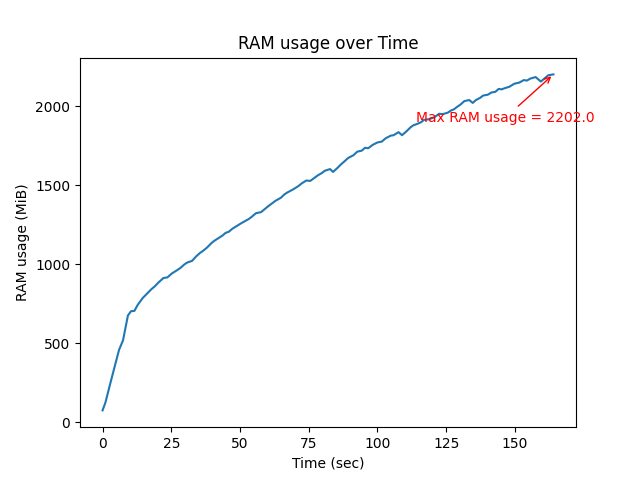 RAM usage over Time
RAM usage (MiB)
2000
1500
1000
500
0
Max RAM usage = 2202.0
0 25 50 75 100 125 150
Time (sec)